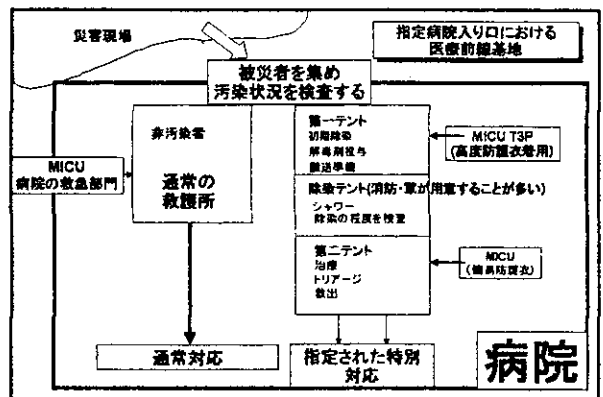 災害現場
指定病院入り口における
医療前線基地
被災者を集め
汚染状況を検査する
非汚染者
通常の
救護所
MICU
病院の救急部門
第一テント
初期除染
解毒剤投与
搬送準備
MICU T3P
(高度防護衣着用)
除染テント(消防・軍が用意することが多い)
シャワー
除染の程度を検査
第二テント
治療
トリアージ
救出
MICU
(簡易防護衣)
通常対応
指定された特別
対応
病院